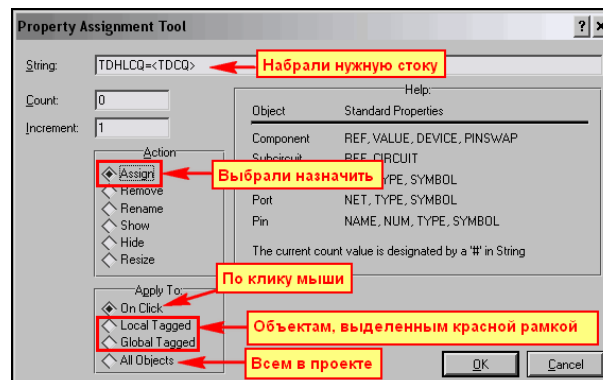 Property Assignment Tool
String: TDHLCQ=<TDCQ>
Набрали нужную стоку
Count: 0
Increment: 1
Action
Assign
Выбрали назначить
Remove
Rename
Show
Hide
Resize
Help:
Object Standard Properties
Component REF, VALUE, DEVICE, PINSWAP
Subcircuit REF, CIRCUIT
TYPE, SYMBOL
Port NET, TYPE, SYMBOL
Pin NAME, NUM, TYPE, SYMBOL
The current count value is designated by a '#' in String
По клику мыши
Apply To:
On Click
Local Tagged
Global Tagged
Объектам, выделенным красной рамкой
All Objects
Всем в проекте
OK Cancel